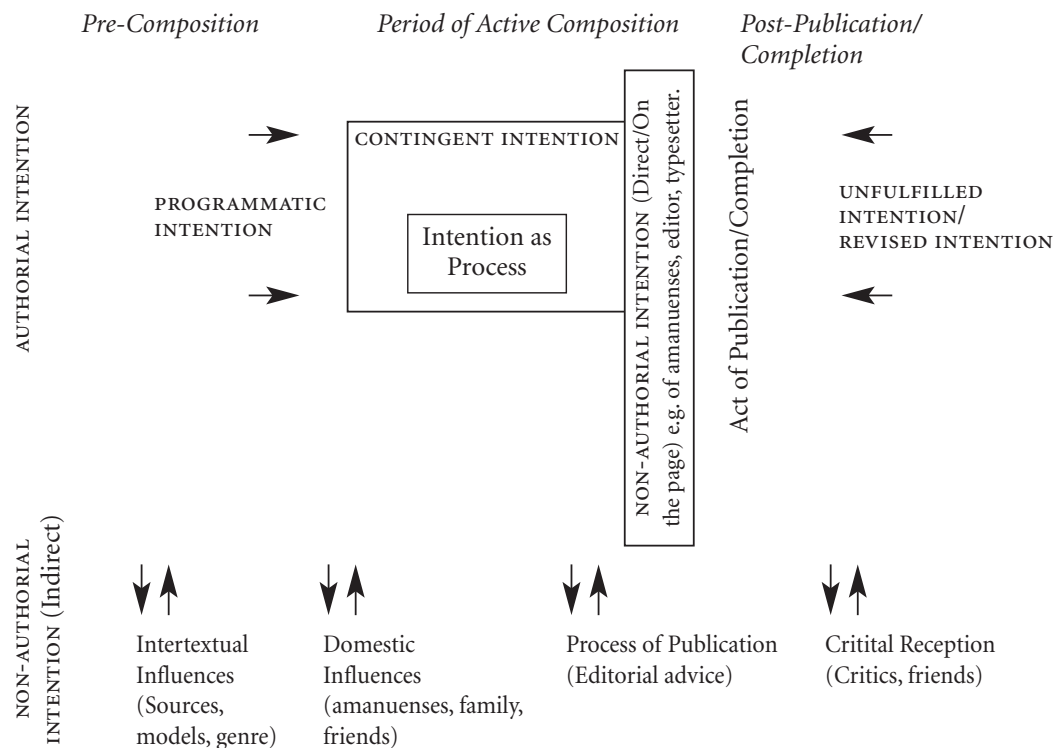 Pre-Composition
Period of Active Composition
Post-Publication/
Completion
AUTHORIAL INTENTION
PROGRAMMATIC
INTENTION
CONTINGENT INTENTION
Intention as
Process
NON-AUTHORIAL INTENTION (Direct/On
the page) e.g. of amanuenses, editor, typesetter.
Act of Publication/Completion
UNFULFILLED
INTENTION/
REVISED INTENTION
NON-AUTHORIAL
INTENTION (Indirect)
Intertextual
Influences
(Sources,
models, genre)
Domestic
Influences
(amanuenses, family,
friends)
Process of Publication
(Editorial advice)
Critital Reception
(Critics, friends)